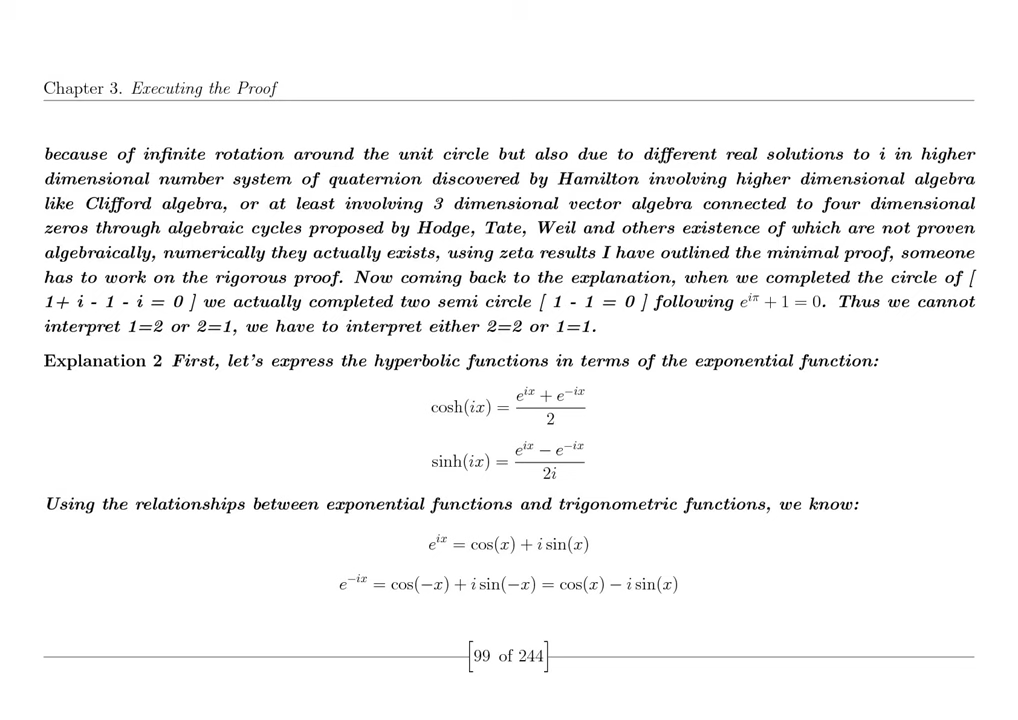 Chapter 3. Executing the Proof
because of infinite rotation around the unit circle but also due to different real solutions to i in higher
dimensional number system of quaternion discovered by Hamilton involving higher dimensional algebra
like Clifford algebra, or at least involving 3 dimensional vector algebra connected to four dimensional
zeros through algebraic cycles proposed by Hodge, Tate, Weil and others existence of which are not proven
algebraically, numerically they actually exists, using zeta results I have outlined the minimal proof, someone
has to work on the rigorous proof. Now coming back to the explanation, when we completed the circle of [
1+ i - 1 - i = 0 ] we actually completed two semi circle [ 1 - 1 = 0 ] following e^{iπ} + 1 = 0. Thus we cannot
interpret 1=2 or 2=1, we have to interpret either 2=2 or 1=1.
Explanation 2 First, let's express the hyperbolic functions in terms of the exponential function:
cosh(ix) = \frac{e^{ix} + e^{-ix}}{2}
sinh(ix) = \frac{e^{ix} − e^{-ix}}{2i}
Using the relationships between exponential functions and trigonometric functions, we know:
e^{ix} = cos(x) + i sin(x)
e^{-ix} = cos(−x) + i sin(−x) = cos(x) − i sin(x)
[99 of 244]